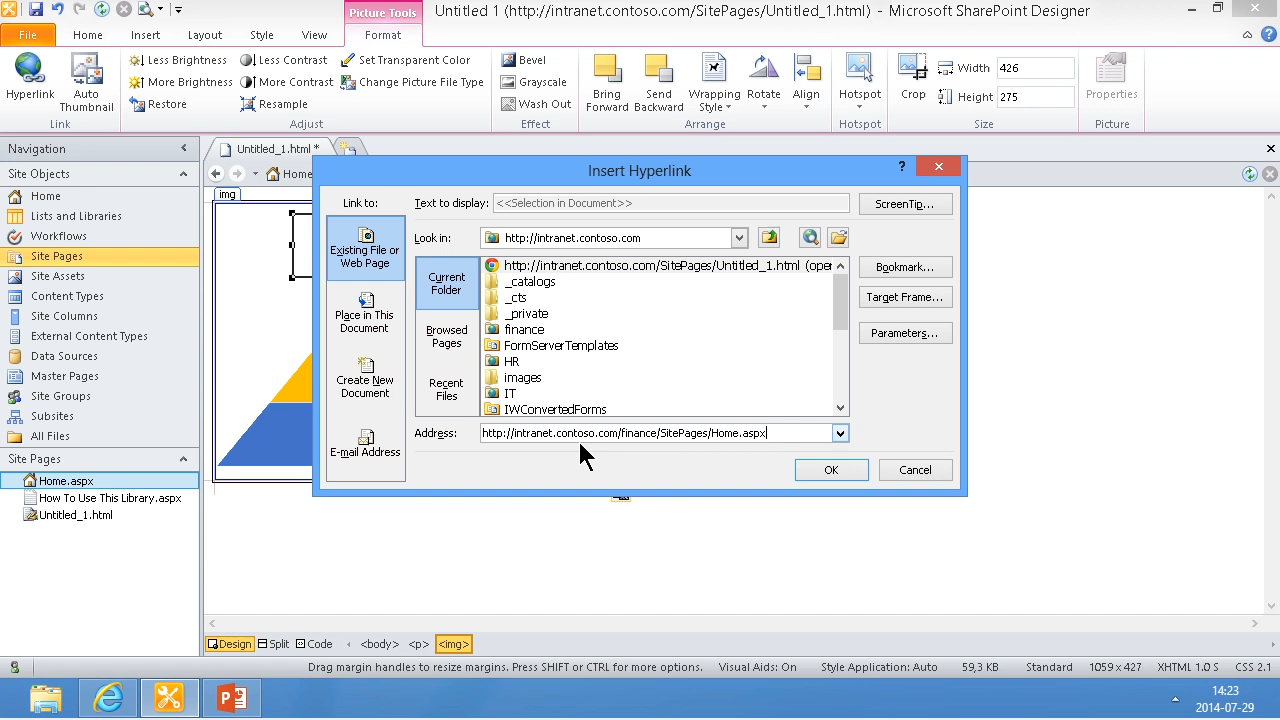 Picture Tools
Untitled 1 (http://intranet.contoso.com/SitePages/Untitled_1.html) - Microsoft SharePoint Designer
File Home Insert Layout Style View Format
Hyperlink
Auto Thumbnail
Link
Less Brightness
More Brightness
Restore
Less Contrast
More Contrast
Resample
Set Transparent Color
Change Picture File Type
Adjust
Bevel
Grayscale
Wash Out
Effect
Bring Forward
Send Backward
Wrapping Style
Rotate
Align
Arrange
Hotspot
Hotspot
Crop
Width 426
Height 275
Size
Properties
Picture
Navigation
Site Objects
Home
Lists and Libraries
Workflows
Site Pages
Site Assets
Content Types
Site Columns
External Content Types
Data Sources
Master Pages
Site Groups
Subsites
All Files
Site Pages
Home.aspx
How To Use This Library.aspx
Untitled_1.html
Untitled_1.html *
Home
img
Insert Hyperlink
?
Link to:
Existing File or Web Page
Place in This Document
Create New Document
E-mail Address
Text to display: <<Selection in Document>>
ScreenTip...
Look in: http://intranet.contoso.com
Current Folder
Browsed Pages
Recent Files
http://intranet.contoso.com/SitePages/Untitled_1.html (oper
_catalogs
_cts
_private
finance
FormServerTemplates
HR
images
IT
IWConvertedForms
Bookmark...
Target Frame...
Parameters...
Address: http://intranet.contoso.com/finance/SitePages/Home.aspx
OK Cancel
Design Split Code <body> <p> <img>
Drag margin handles to resize margins. Press SHIFT or CTRL for more options. Visual Aids: On Style Application: Auto 59,3 KB Standard 1059 x 427 XHTML 1.0 S CSS 2.1
14:23
2014-07-29